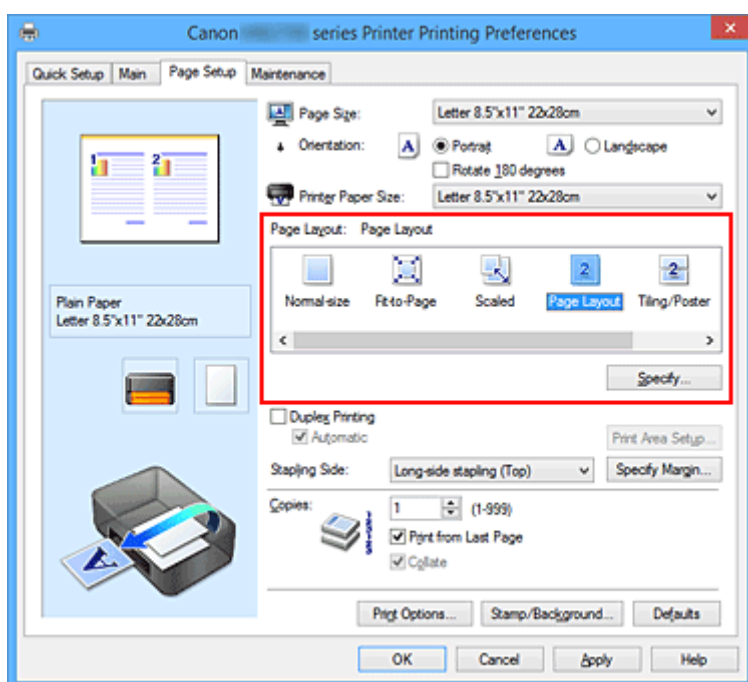 Canon series Printer Printing Preferences
Quick Setup Main Page Setup Maintenance
1 2
Page Size: Letter 8.5"x11" 22x28cm
Orientation: A Portrait A Landscape
Rotate 180 degrees
Printer Paper Size: Letter 8.5"x11" 22x28cm
Page Layout: Page Layout
2 2
Normal-size Fit-to-Page Scaled Page Layout Tiling/Poster
Plain Paper
Letter 8.5"x11" 22x28cm
Specify...
Duplex Printing
Automatic Print Area Setup...
Stapling Side: Long-side stapling (Top) Specify Margin...
Copies: 1 (1-999)
Print from Last Page
Collate
A
Print Options... Stamp/Background... Defaults
OK Cancel Apply Help